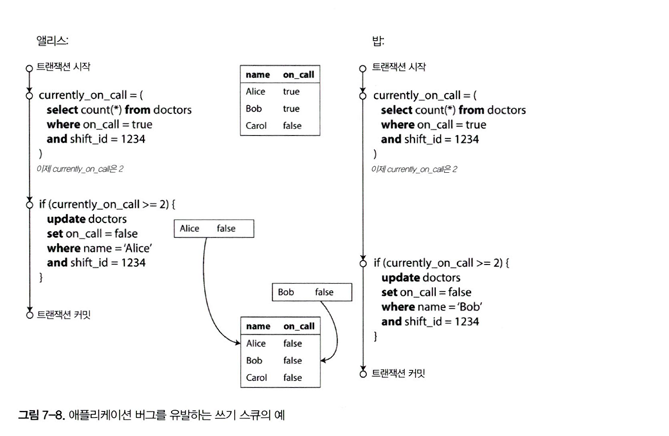 앨리스:
트랜잭션 시작
currently_on_call = (
select count(*) from doctors
where on_call = true
and shift_id = 1234
)
이제 currently_on_call은 2
if (currently_on_call >= 2) {
update doctors
set on_call = false
where name = ‘Alice’
and shift_id = 1234
}
트랜잭션 커밋
name on_call
Alice true
Bob true
Carol false
Alice false
Bob false
name on_call
Alice false
Bob false
Carol false
밥:
트랜잭션 시작
currently_on_call = (
select count(*) from doctors
where on_call = true
and shift_id = 1234
)
이제 currently_on_call은 2
if (currently_on_call >= 2) {
update doctors
set on_call = false
where name = ‘Bob’
and shift_id = 1234
}
트랜잭션 커밋
그림 7-8. 애플리케이션 버그를 유발하는 쓰기 스큐의 예